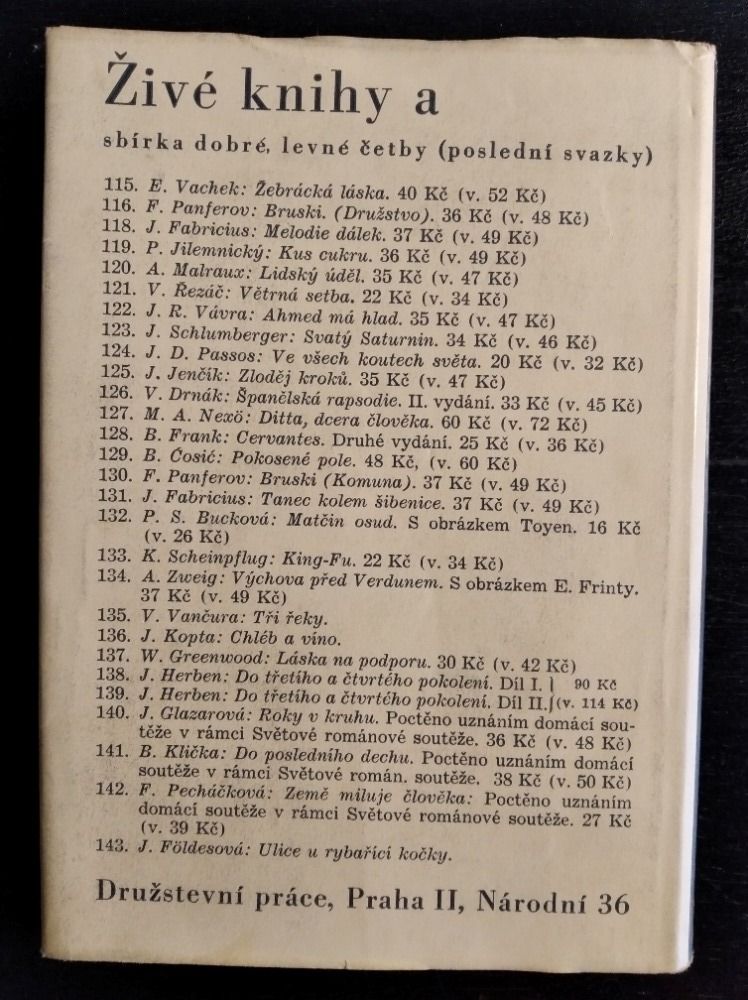 Živé knihy a
sbírka dobré, levné četby (poslední svazky)
115. E. Vachek: Žebrácká láska. 40 Kč (v. 52 Kč)
116. F. Panferov: Bruski. (Družstvo). 36 Kč (v. 48 Kč)
118. J. Fabricius: Melodie dálek. 37 Kč (v. 49 Kč)
119. P. Jilemnický: Kus cukru. 36 Kč (v. 49 Kč)
120. A. Malraux: Lidský úděl. 35 Kč (v. 47 Kč)
121. V. Řezáč: Větrná setba. 22 Kč (v. 34 Kč)
122. J. R. Vávra: Ahmed má hlad. 35 Kč (v. 47 Kč)
123. J. Schlumberger: Svatý Saturnin. 34 Kč (v. 46 Kč)
124. J. D. Passos: Ve všech koutech světa. 20 Kč (v. 32 Kč)
125. J. Jenčík: Zloděj kroků. 35 Kč (v. 47 Kč)
126. V. Drnák: Španělská rapsodie. II. vydání. 33 Kč (v. 45 Kč)
127. M. A. Nexö: Ditta, dcera člověka. 60 Kč (v. 72 Kč)
128. B. Frank: Cervantes. Druhé vydání. 25 Kč (v. 36 Kč)
129. B. Ćosić: Pokosené pole. 48 Kč, (v. 60 Kč)
130. F. Panferov: Bruski (Komuna). 37 Kč (v. 49 Kč)
131. J. Fabricius: Tanec kolem šibenice. 37 Kč (v. 49 Kč)
132. P. S. Bucková: Matčin osud. S obrázkem Toyen. 16 Kč
(v. 26 Kč)
133. K. Scheinpflug: King-Fu. 22 Kč (v. 34 Kč)
134. A. Zweig: Výchova před Verdunem. S obrázkem E. Frinty.
37 Kč (v. 49 Kč)
135. V. Vančura: Tři řeky.
136. J. Kopta: Chléb a víno.
137. W. Greenwood: Láska na podporu. 30 Kč (v. 42 Kč)
138. J. Herben: Do třetího a čtvrtého pokolení. Díl I. 90 Kč
139. J. Herben: Do třetího a čtvrtého pokolení. Díl II. (v. 114 Kč)
140. J. Glazarová: Roky v kruhu. Poctěno uznáním domácí sou-
těže v rámci Světové románové soutěže. 36 Kč (v. 48 Kč)
141. B. Klička: Do posledního dechu. Poctěno uznáním domácí
soutěže v rámci Světové román. soutěže. 38 Kč (v. 50 Kč)
142. F. Pecháčková: Země miluje člověka: Poctěno uznáním
domácí soutěže v rámci Světové románové soutěže. 27 Kč
(v. 39 Kč)
143. J. Földesová: Ulice u rybařící kočky.
Družstevní práce, Praha II, Národní 36